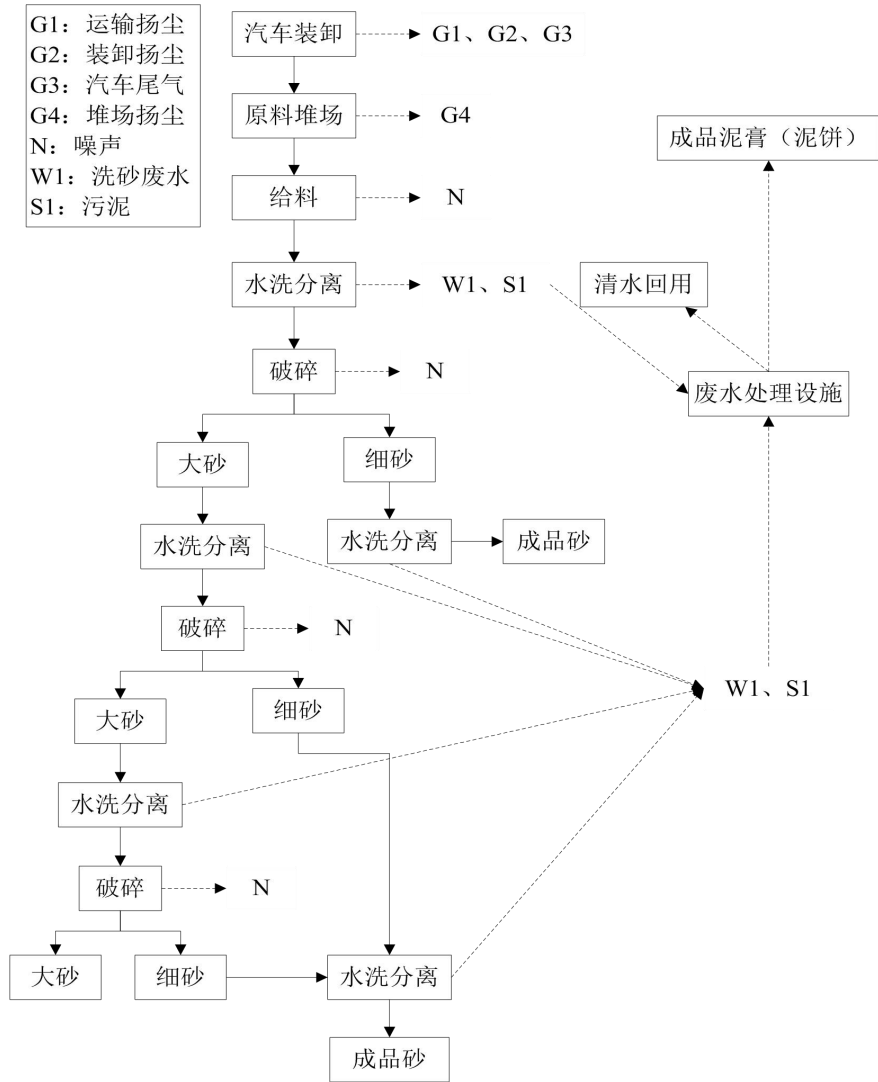 G1：运输扬尘
G2：装卸扬尘
G3：汽车尾气
G4：堆场扬尘
N：噪声
W1：洗砂废水
S1：污泥
汽车装卸
G1、G2、G3
原料堆场
G4
成品泥膏（泥饼）
给料
N
水洗分离
W1、S1
清水回用
破碎
N
废水处理设施
大砂
细砂
水洗分离
水洗分离
成品砂
破碎
N
大砂
细砂
W1、S1
水洗分离
破碎
N
大砂
细砂
水洗分离
成品砂